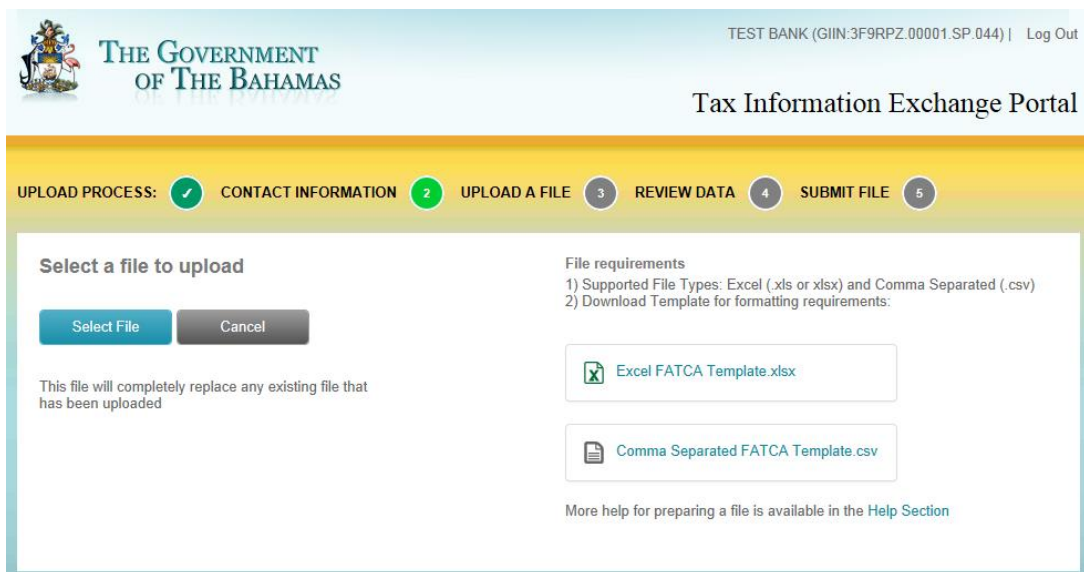 THE GOVERNMENT
OF THE BAHAMAS
TEST BANK (GIIN:3F9RPZ.00001.SP.044) | Log Out
Tax Information Exchange Portal
UPLOAD PROCESS: ✓ CONTACT INFORMATION 2 UPLOAD A FILE 3 REVIEW DATA 4 SUBMIT FILE 5
Select a file to upload
Select File Cancel
This file will completely replace any existing file that
has been uploaded
File requirements
1) Supported File Types: Excel (.xls or xlsx) and Comma Separated (.csv)
2) Download Template for formatting requirements:
Excel FATCA Template.xlsx
Comma Separated FATCA Template.csv
More help for preparing a file is available in the Help Section